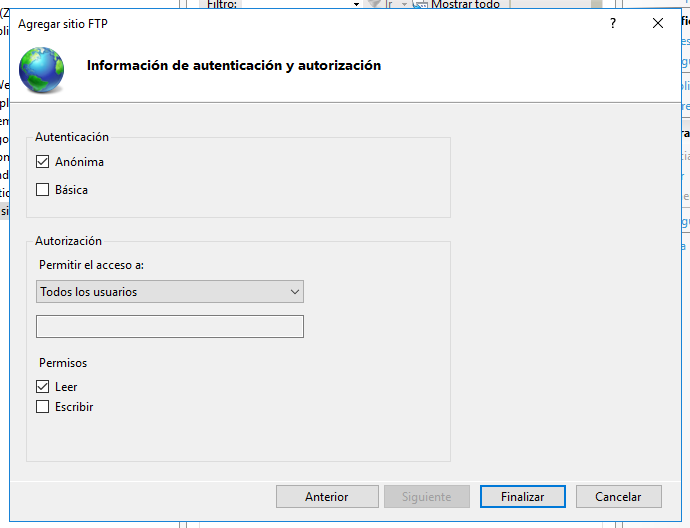 Filtro:
Mostrar todo
Agregar sitio FTP
?
Información de autenticación y autorización
Autenticación
Anónima
Básica
Autorización
Permitir el acceso a:
Todos los usuarios
Permisos
Leer
Escribir
Anterior
Siguiente
Finalizar
Cancelar